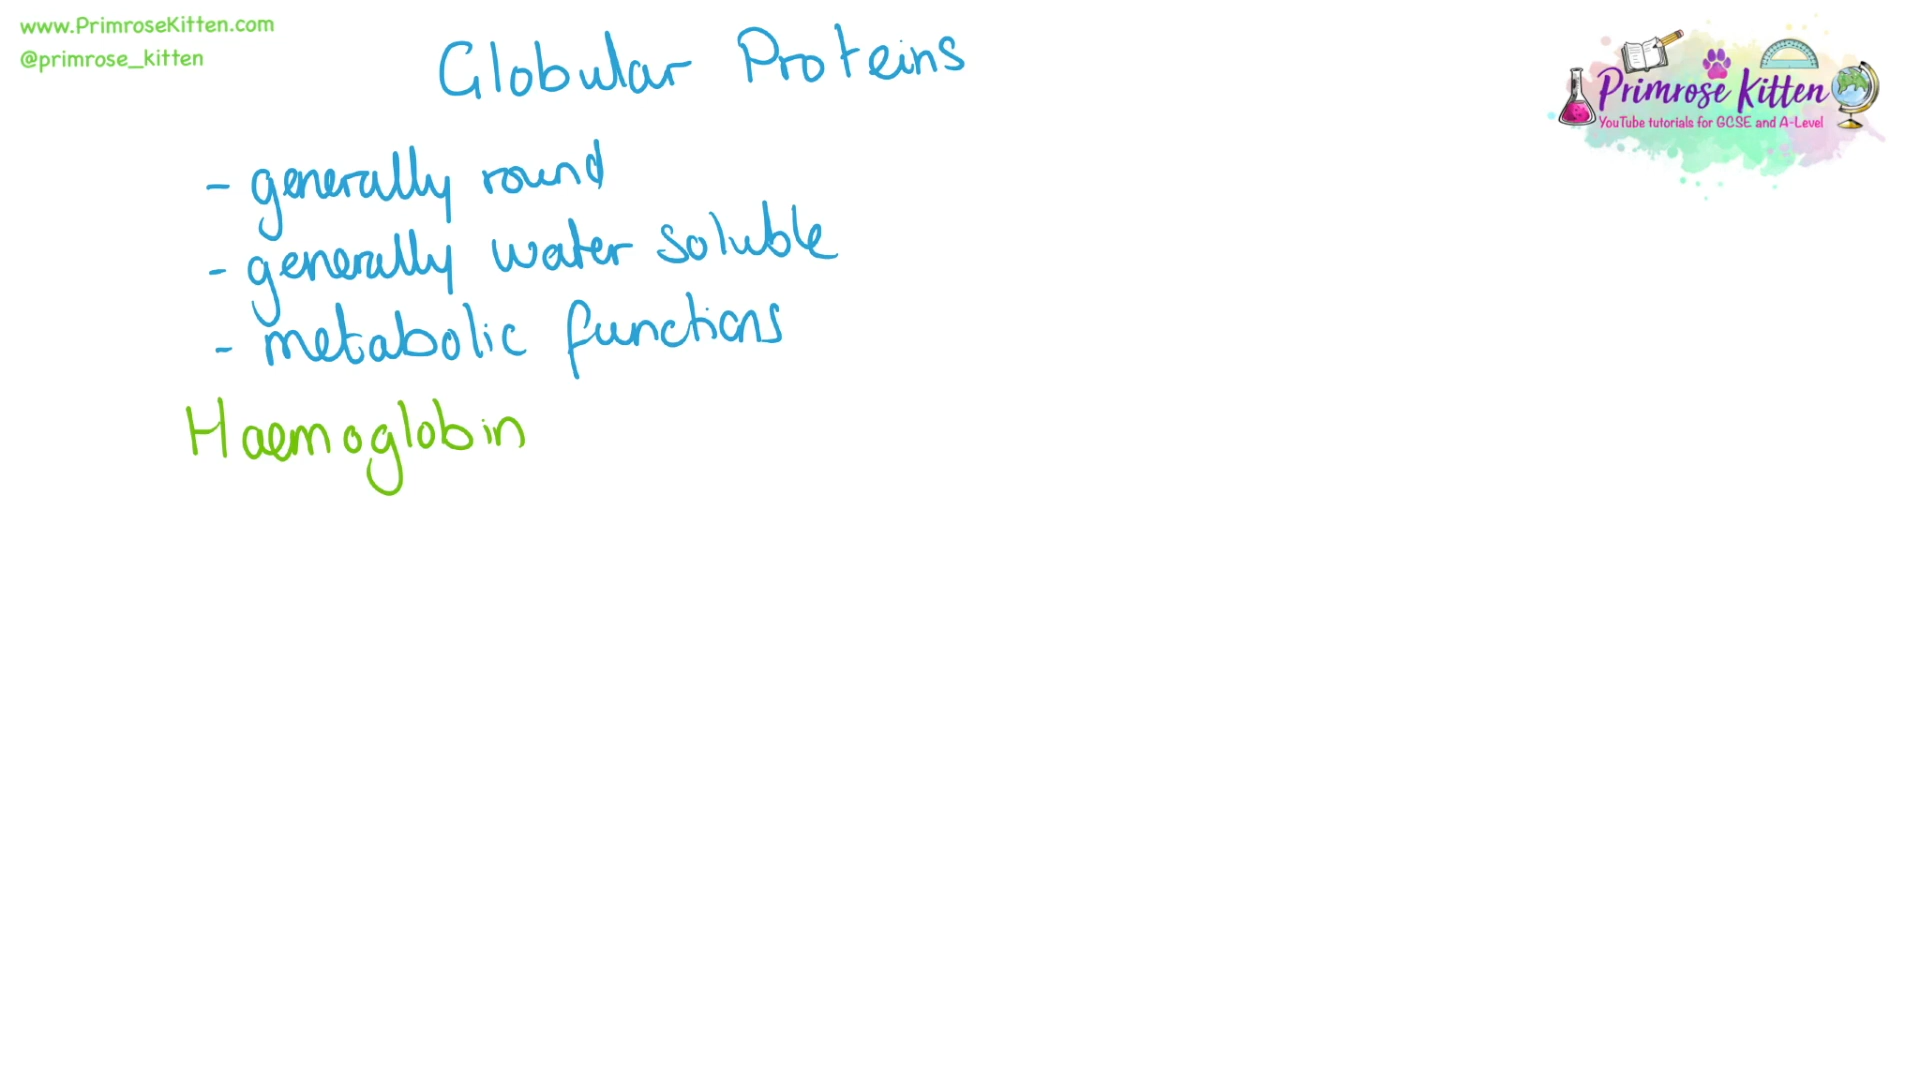 www.PrimroseKitten.com
@primrose_kitten
Globular Proteins
Primrose Kitten
YouTube tutorials for GCSE and A-Level
- generally round
- generally water soluble
- metabolic functions
Haemoglobin